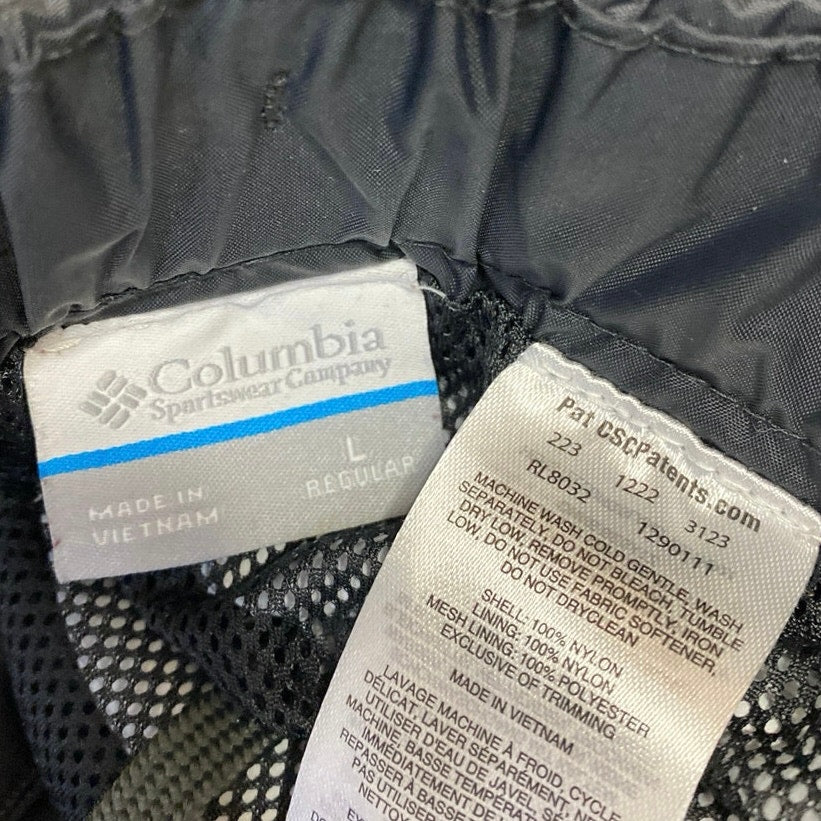 Columbia
Sportswear Company
L
REGULAR
MADE IN
VIETNAM
Pat CSCPatents.com
223 1222 3123
RL8032 1290111
MACHINE WASH COLD GENTLE, WASH
SEPARATELY, DO NOT BLEACH, TUMBLE
DRY LOW, REMOVE PROMPTLY, IRON
LOW, DO NOT USE FABRIC SOFTENER,
DO NOT DRYCLEAN
SHELL: 100% NYLON
LINING: 100% NYLON
MESH LINING: 100% POLYESTER
EXCLUSIVE OF TRIMMING
MADE IN VIETNAM
LAVAGE MACHINE À FROID, CYCLE
DÉLICAT, LAVER SÉPARÉMENT, NE
UTILISER D'EAU DE JAVEL, SÉ
MACHINE, BASSE TEMPÉRAT
IMMÉDIATEMENT DE
REPASSER À BASSE
PAS UTILISER
NETTOY